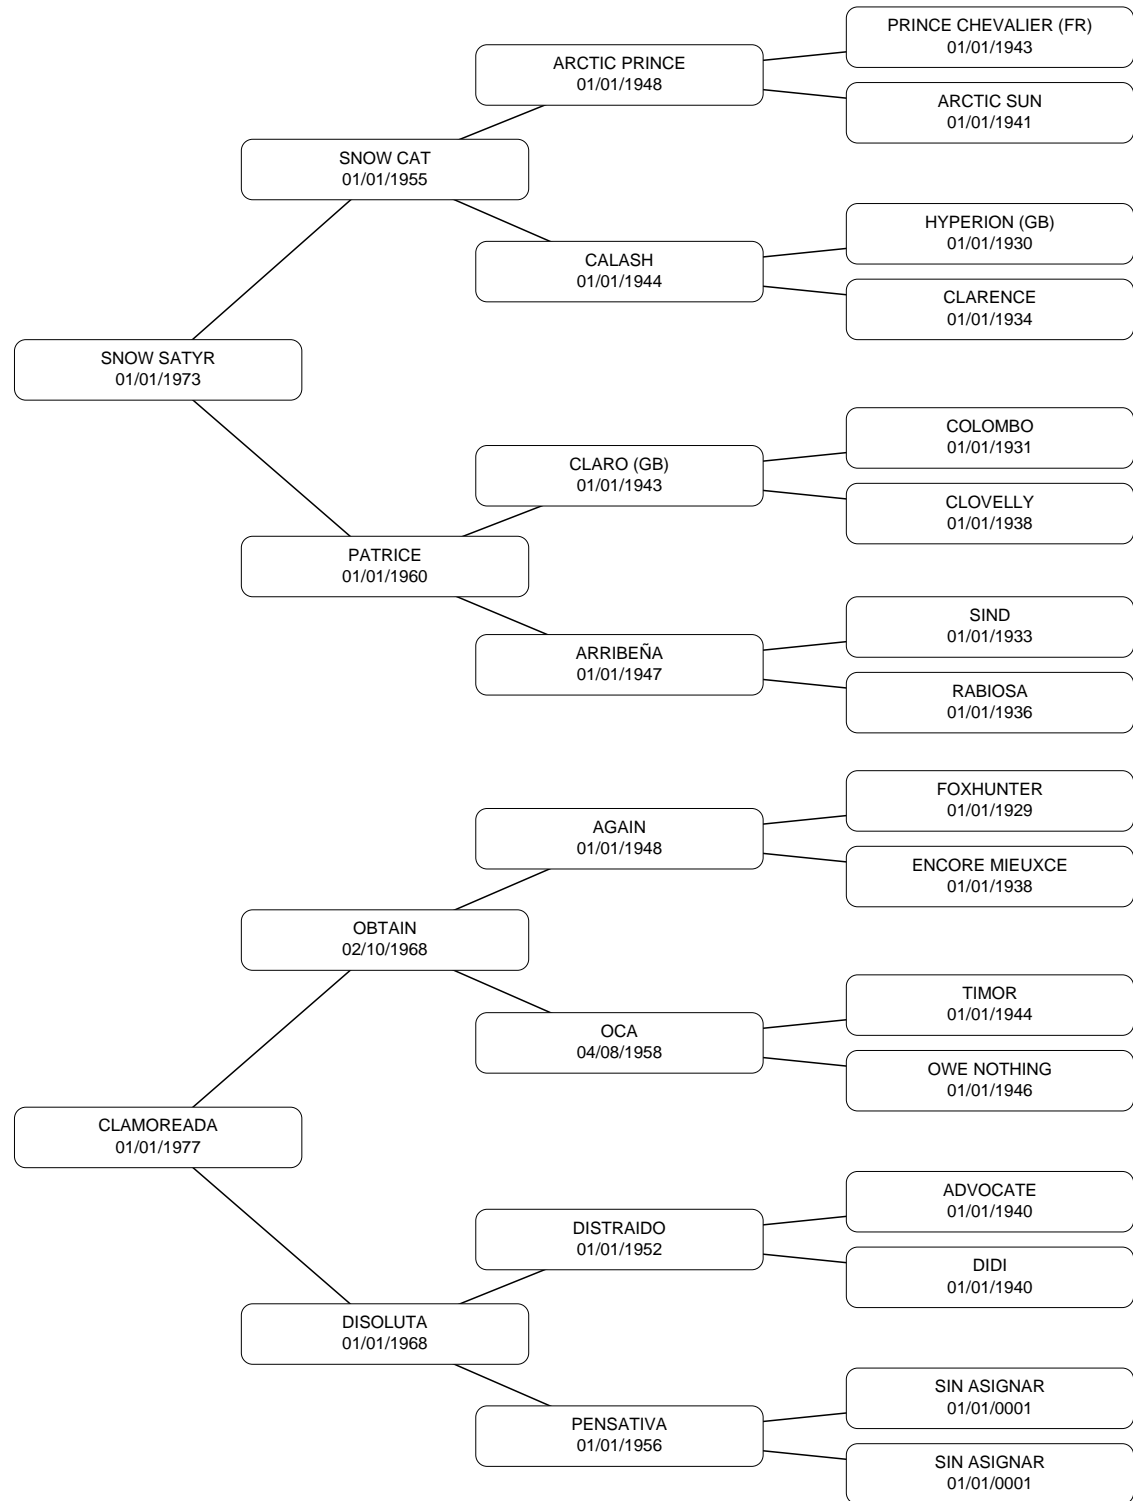 PRINCE CHEVALIER (FR)
01/01/1943
ARCTIC PRINCE
01/01/1948
ARCTIC SUN
01/01/1941
SNOW CAT
01/01/1955
HYPERION (GB)
01/01/1930
CALASH
01/01/1944
CLARENCE
01/01/1934
SNOW SATYR
01/01/1973
COLOMBO
01/01/1931
CLARO (GB)
01/01/1943
CLOVELLY
01/01/1938
PATRICE
01/01/1960
SIND
01/01/1933
ARRIBEÑA
01/01/1947
RABIOSA
01/01/1936
FOXHUNTER
01/01/1929
AGAIN
01/01/1948
ENCORE MIEUXCE
01/01/1938
OBTAIN
02/10/1968
TIMOR
01/01/1944
OCA
04/08/1958
OWE NOTHING
01/01/1946
CLAMOREADA
01/01/1977
ADVOCATE
01/01/1940
DISTRAIDO
01/01/1952
DIDI
01/01/1940
DISOLUTA
01/01/1968
SIN ASIGNAR
01/01/0001
PENSATIVA
01/01/1956
SIN ASIGNAR
01/01/0001